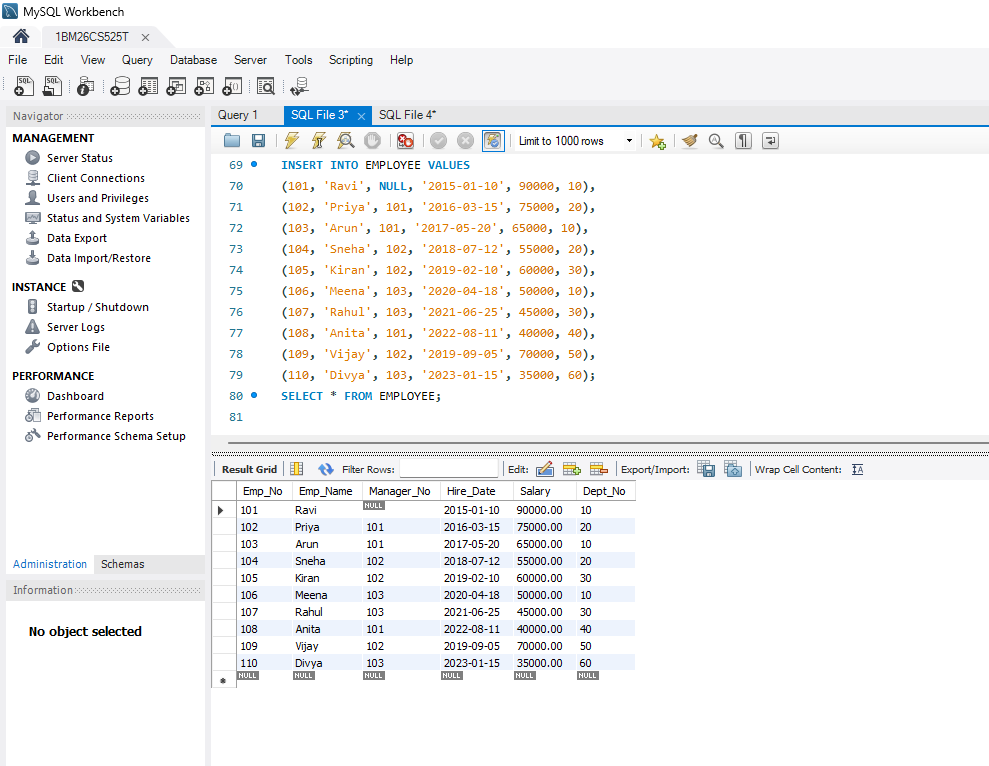 MySQL Workbench
1BM26CS525T
File Edit View Query Database Server Tools Scripting Help
Navigator
MANAGEMENT
Server Status
Client Connections
Users and Privileges
Status and System Variables
Data Export
Data Import/Restore
INSTANCE
Startup / Shutdown
Server Logs
Options File
PERFORMANCE
Dashboard
Performance Reports
Performance Schema Setup
Administration Schemas
Information
No object selected
Query 1 SQL File 3* SQL File 4*
Limit to 1000 rows
69 INSERT INTO EMPLOYEE VALUES
70 (101, 'Ravi', NULL, '2015-01-10', 90000, 10),
71 (102, 'Priya', 101, '2016-03-15', 75000, 20),
72 (103, 'Arun', 101, '2017-05-20', 65000, 10),
73 (104, 'Sneha', 102, '2018-07-12', 55000, 20),
74 (105, 'Kiran', 102, '2019-02-10', 60000, 30),
75 (106, 'Meena', 103, '2020-04-18', 50000, 10),
76 (107, 'Rahul', 103, '2021-06-25', 45000, 30),
77 (108, 'Anita', 101, '2022-08-11', 40000, 40),
78 (109, 'Vijay', 102, '2019-09-05', 70000, 50),
79 (110, 'Divya', 103, '2023-01-15', 35000, 60);
80 SELECT * FROM EMPLOYEE;
81
Result Grid Filter Rows: Edit: Export/Import: Wrap Cell Content: IA
Emp_No Emp_Name Manager_No Hire_Date Salary Dept_No
101 Ravi NULL 2015-01-10 90000.00 10
102 Priya 101 2016-03-15 75000.00 20
103 Arun 101 2017-05-20 65000.00 10
104 Sneha 102 2018-07-12 55000.00 20
105 Kiran 102 2019-02-10 60000.00 30
106 Meena 103 2020-04-18 50000.00 10
107 Rahul 103 2021-06-25 45000.00 30
108 Anita 101 2022-08-11 40000.00 40
109 Vijay 102 2019-09-05 70000.00 50
110 Divya 103 2023-01-15 35000.00 60
NULL NULL NULL NULL NULL NULL